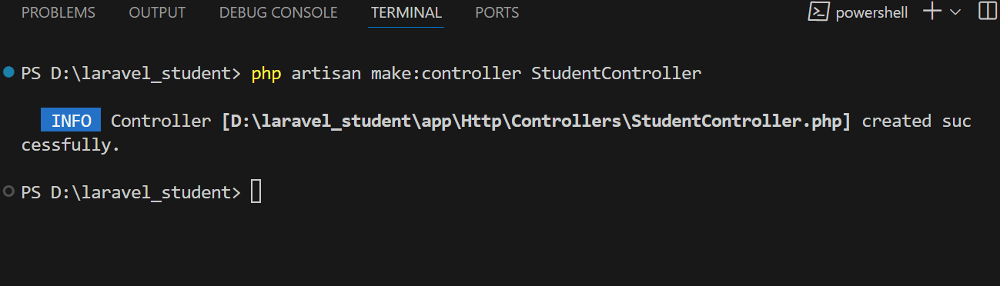 PROBLEMS OUTPUT DEBUG CONSOLE TERMINAL PORTS powershell
PS D:\laravel_student> php artisan make:controller StudentController
INFO Controller [D:\laravel_student\app\Http\Controllers\StudentController.php] created suc
cessfully.
PS D:\laravel_student>